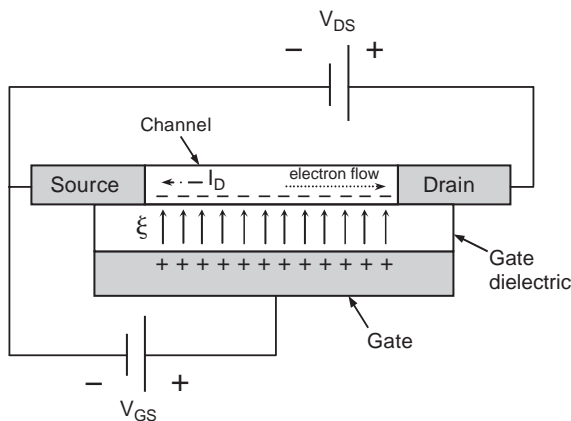 V_DS
− +
Channel
Source
I_D
electron flow
Drain
− − − − − − − − − − − −
ξ
+ + + + + + + + + + + +
Gate
dielectric
Gate
− +
V_GS